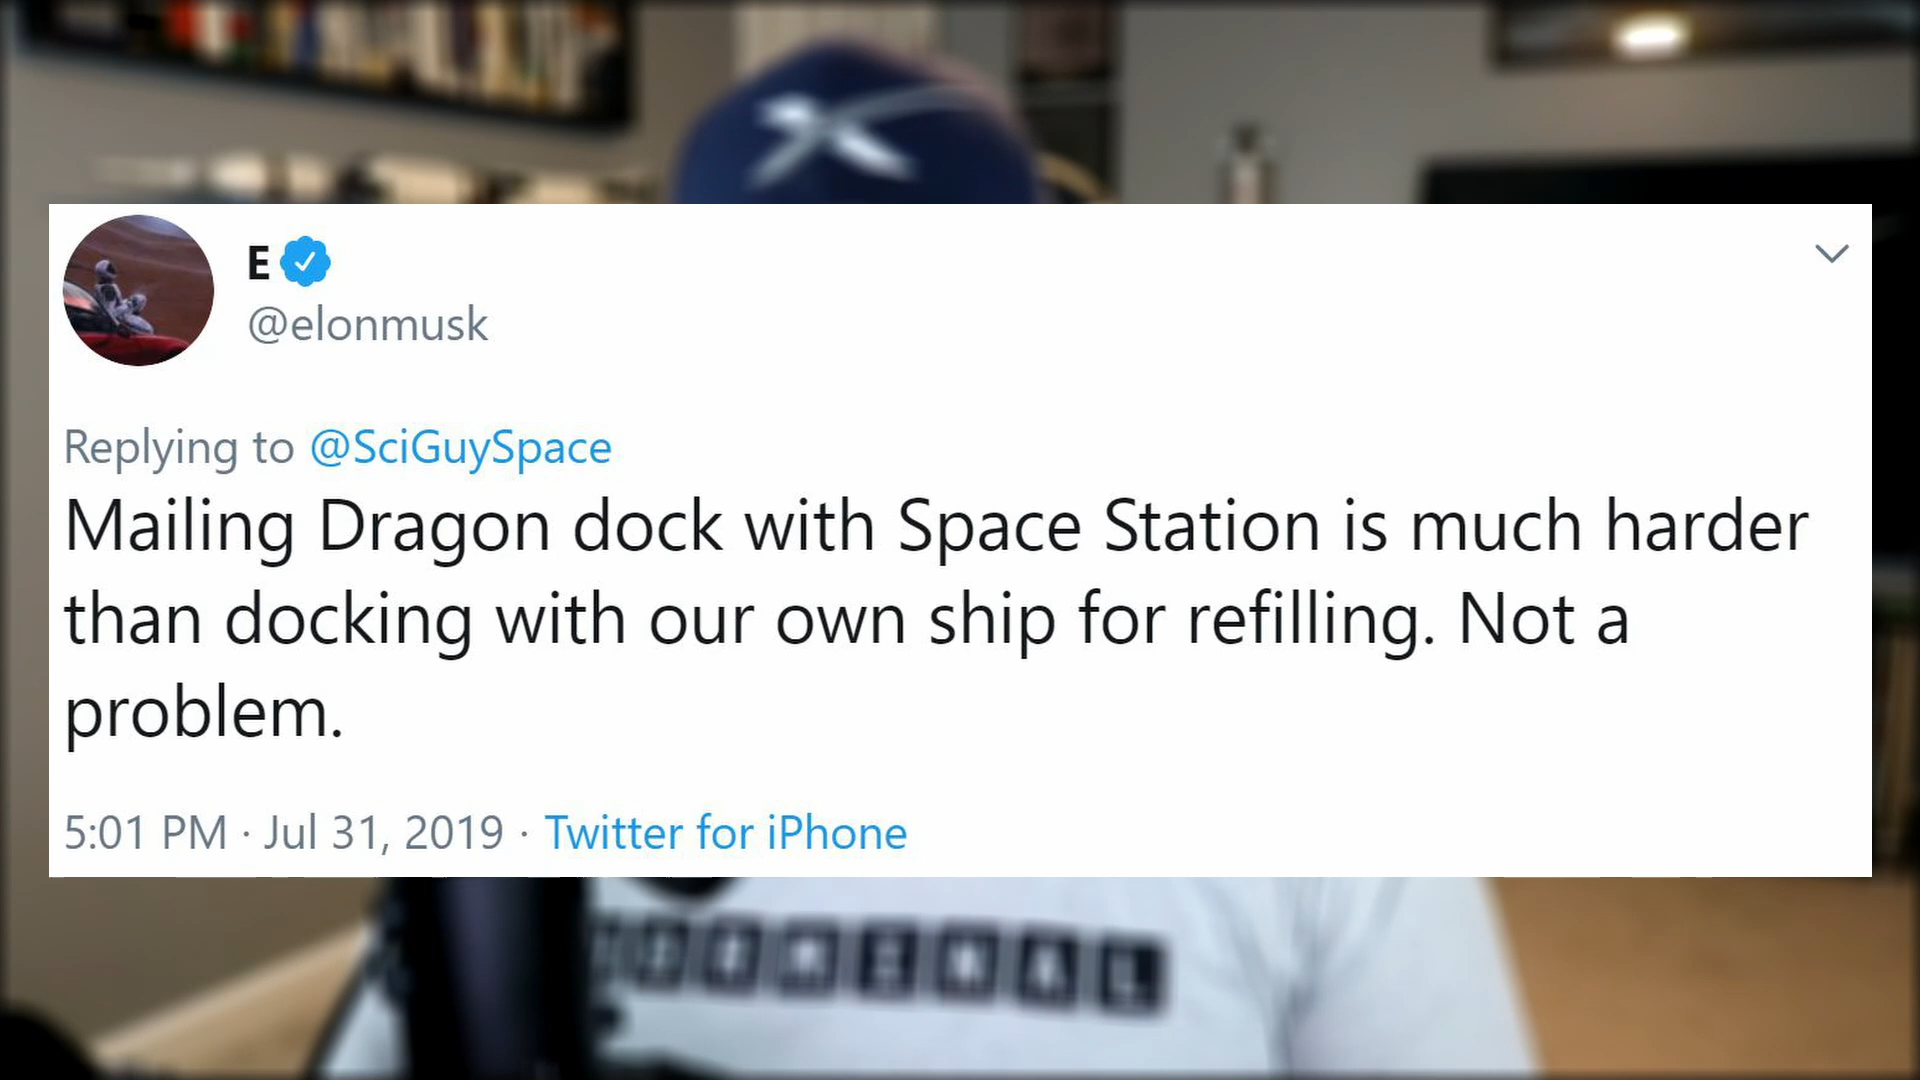 E
@elonmusk
Replying to @SciGuySpace
Mailing Dragon dock with Space Station is much harder
than docking with our own ship for refilling. Not a
problem.
5:01 PM · Jul 31, 2019 · Twitter for iPhone